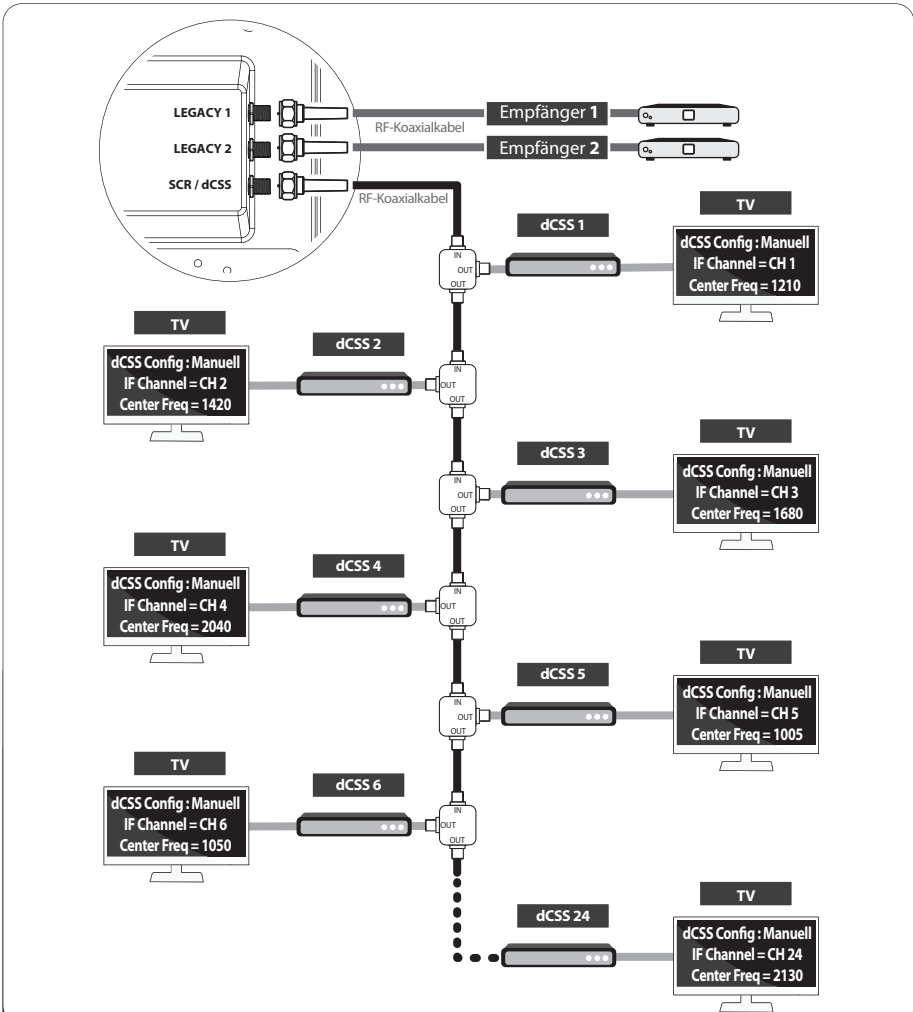 LEGACY 1
LEGACY 2
SCR / dCSS
RF-Koaxialkabel
Empfänger 1
Empfänger 2
RF-Koaxialkabel
IN
OUT
OUT
dCSS 1
TV
dCSS Config : Manuell
IF Channel = CH 1
Center Freq = 1210
TV
dCSS Config : Manuell
IF Channel = CH 2
Center Freq = 1420
dCSS 2
IN
OUT
OUT
IN
OUT
OUT
dCSS 3
TV
dCSS Config : Manuell
IF Channel = CH 3
Center Freq = 1680
TV
dCSS Config : Manuell
IF Channel = CH 4
Center Freq = 2040
dCSS 4
IN
OUT
OUT
IN
OUT
OUT
dCSS 5
TV
dCSS Config : Manuell
IF Channel = CH 5
Center Freq = 1005
TV
dCSS Config : Manuell
IF Channel = CH 6
Center Freq = 1050
dCSS 6
IN
OUT
OUT
dCSS 24
TV
dCSS Config : Manuell
IF Channel = CH 24
Center Freq = 2130